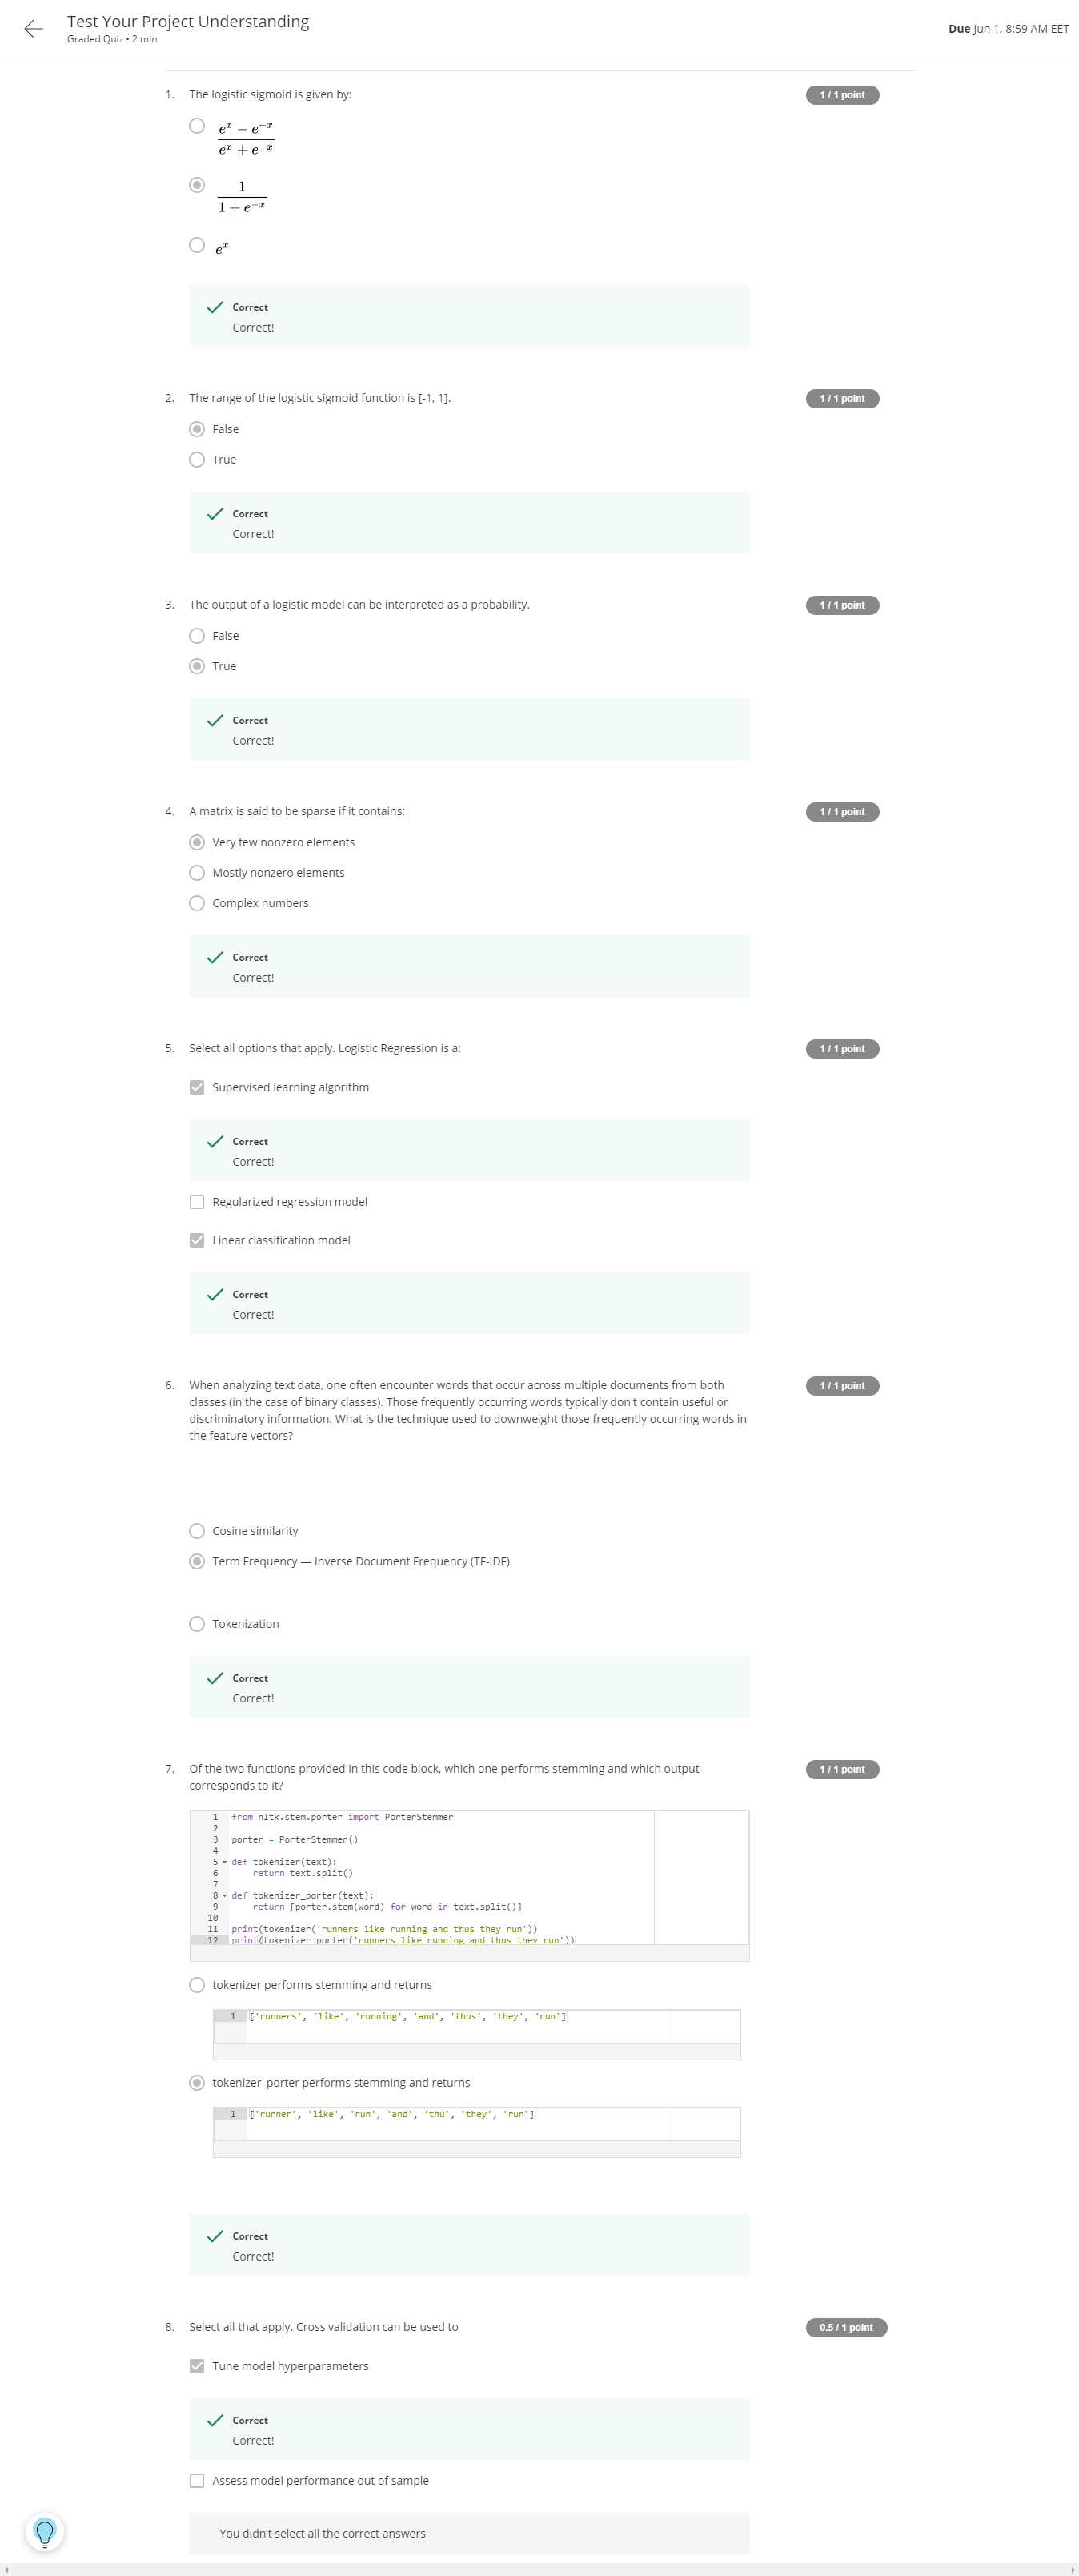 Test Your Project Understanding
Graded Quiz • 2 min
Due Jun 1, 8:59 AM EET
1. The logistic sigmoid is given by:
1 / 1 point
e^x − e^−x
e^x + e^−x
1
1 + e^−x
e^x
Correct
Correct!
2. The range of the logistic sigmoid function is [-1, 1].
1 / 1 point
False
True
Correct
Correct!
3. The output of a logistic model can be interpreted as a probability.
1 / 1 point
False
True
Correct
Correct!
4. A matrix is said to be sparse if it contains:
1 / 1 point
Very few nonzero elements
Mostly nonzero elements
Complex numbers
Correct
Correct!
5. Select all options that apply. Logistic Regression is a:
1 / 1 point
Supervised learning algorithm
Correct
Correct!
Regularized regression model
Linear classification model
Correct
Correct!
6. When analyzing text data, one often encounter words that occur across multiple documents from both
1 / 1 point
classes (in the case of binary classes). Those frequently occurring words typically don't contain useful or
discriminatory information. What is the technique used to downweight those frequently occurring words in
the feature vectors?
Cosine similarity
Term Frequency — Inverse Document Frequency (TF-IDF)
Tokenization
Correct
Correct!
7. Of the two functions provided in this code block, which one performs stemming and which output
1 / 1 point
corresponds to it?
1 from nltk.stem.porter import PorterStemmer
2
3 porter = PorterStemmer()
4
5 def tokenizer(text):
6 return text.split()
7
8 def tokenizer_porter(text):
9 return [porter.stem(word) for word in text.split()]
10
11 print(tokenizer('runners like running and thus they run'))
12 print(tokenizer_porter('runners like running and thus they run'))
tokenizer performs stemming and returns
1 ['runners', 'like', 'running', 'and', 'thus', 'they', 'run']
tokenizer_porter performs stemming and returns
1 ['runner', 'like', 'run', 'and', 'thu', 'they', 'run']
Correct
Correct!
8. Select all that apply. Cross validation can be used to
0.5 / 1 point
Tune model hyperparameters
Correct
Correct!
Assess model performance out of sample
You didn't select all the correct answers